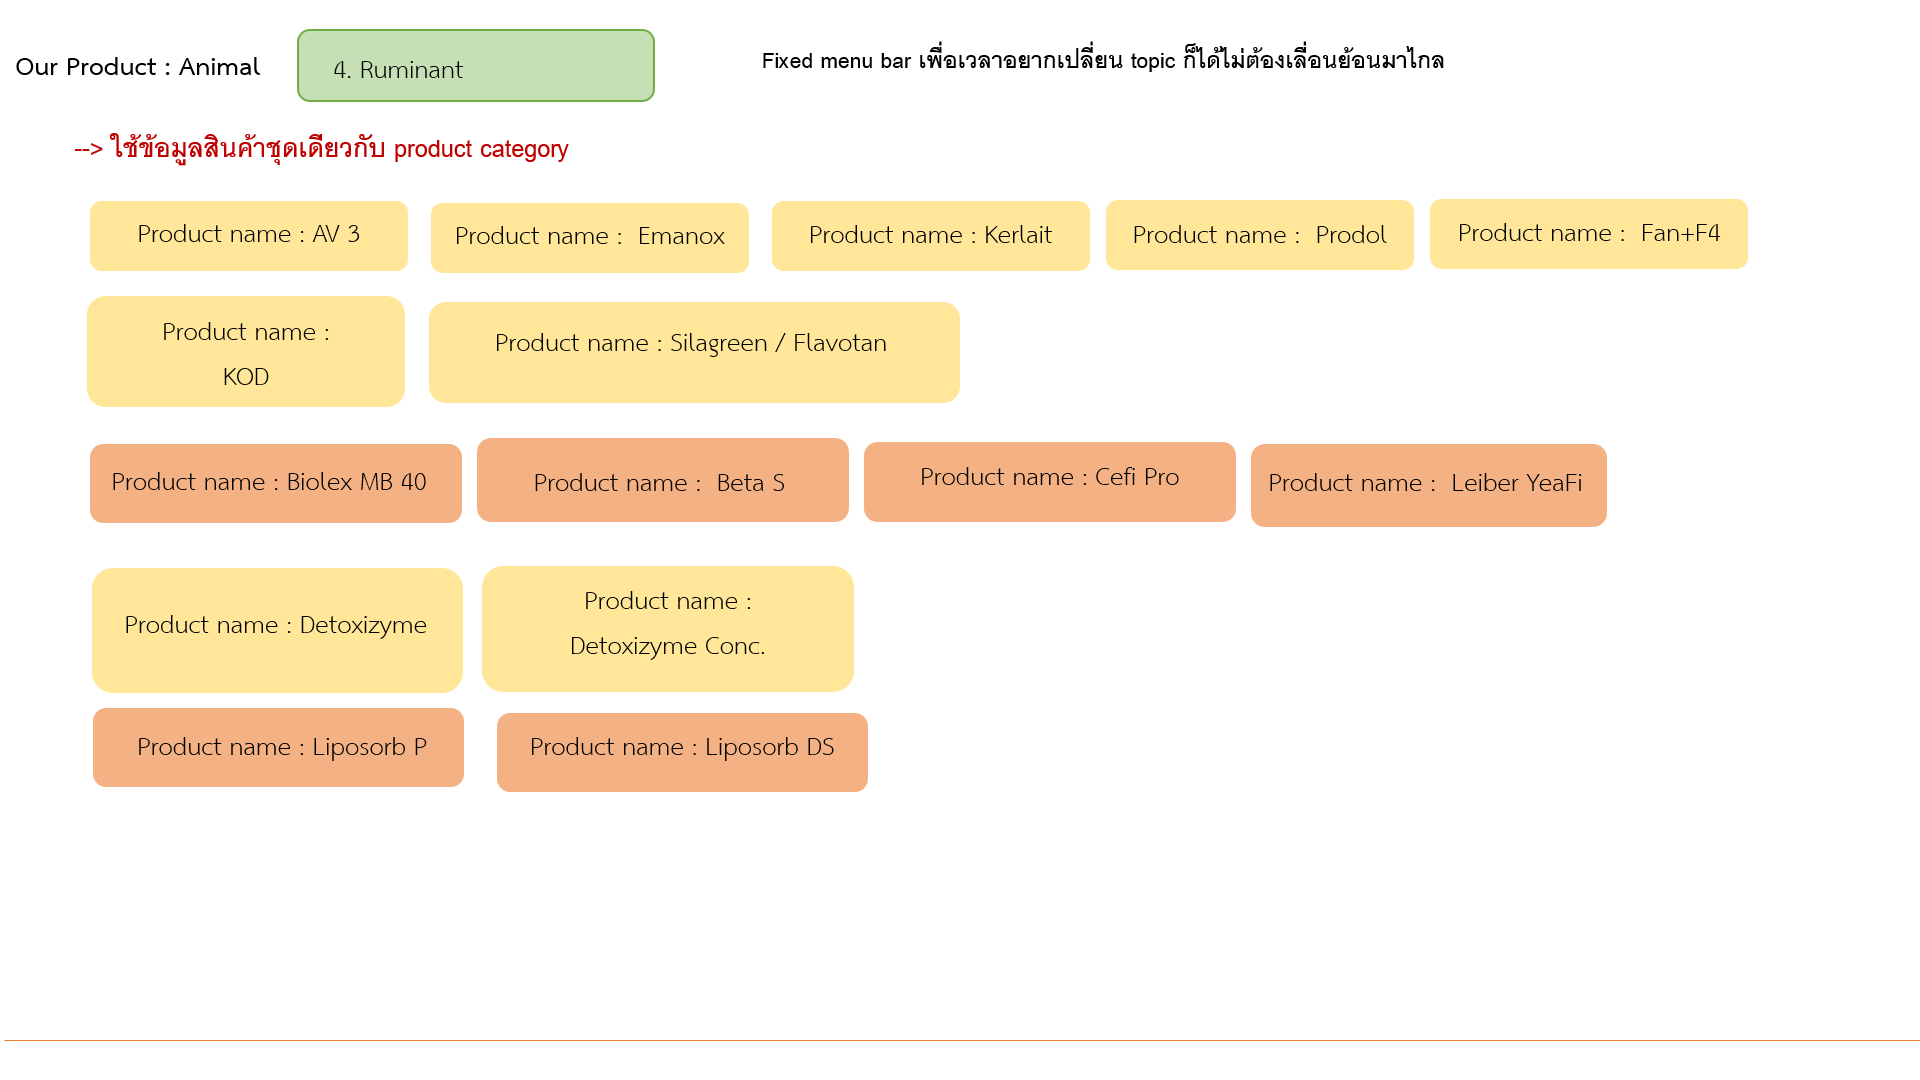 Our Product : Animal
4. Ruminant
Fixed menu bar เพื่อเวลาอยากเปลี่ยน topic ก็ได้ไม่ต้องเลื่อนย้อนมาไกล
--> ใช้ข้อมูลสินค้าชุดเดียวกับ product category
Product name : AV 3
Product name :  Emanox
Product name : Kerlait
Product name :  Prodol
Product name :  Fan+F4
Product name :
KOD
Product name : Silagreen / Flavotan
Product name : Biolex MB 40
Product name :  Beta S
Product name : Cefi Pro
Product name :  Leiber YeaFi
Product name : Detoxizyme
Product name :
Detoxizyme Conc.
Product name : Liposorb P
Product name : Liposorb DS